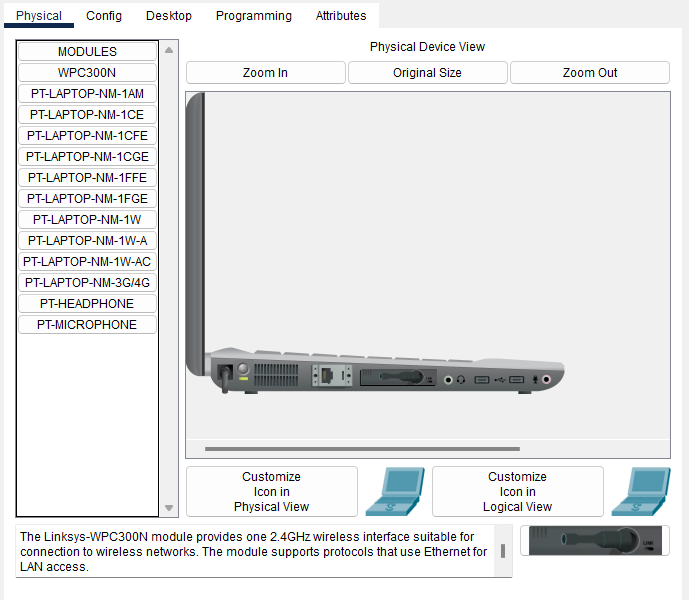 Physical Config Desktop Programming Attributes
MODULES
WPC300N
PT-LAPTOP-NM-1AM
PT-LAPTOP-NM-1CE
PT-LAPTOP-NM-1CFE
PT-LAPTOP-NM-1CGE
PT-LAPTOP-NM-1FFE
PT-LAPTOP-NM-1FGE
PT-LAPTOP-NM-1W
PT-LAPTOP-NM-1W-A
PT-LAPTOP-NM-1W-AC
PT-LAPTOP-NM-3G/4G
PT-HEADPHONE
PT-MICROPHONE
Physical Device View
Zoom In Original Size Zoom Out
Customize
Icon in
Physical View
Customize
Icon in
Logical View
The Linksys-WPC300N module provides one 2.4GHz wireless interface suitable for
connection to wireless networks. The module supports protocols that use Ethernet for
LAN access.
LINK